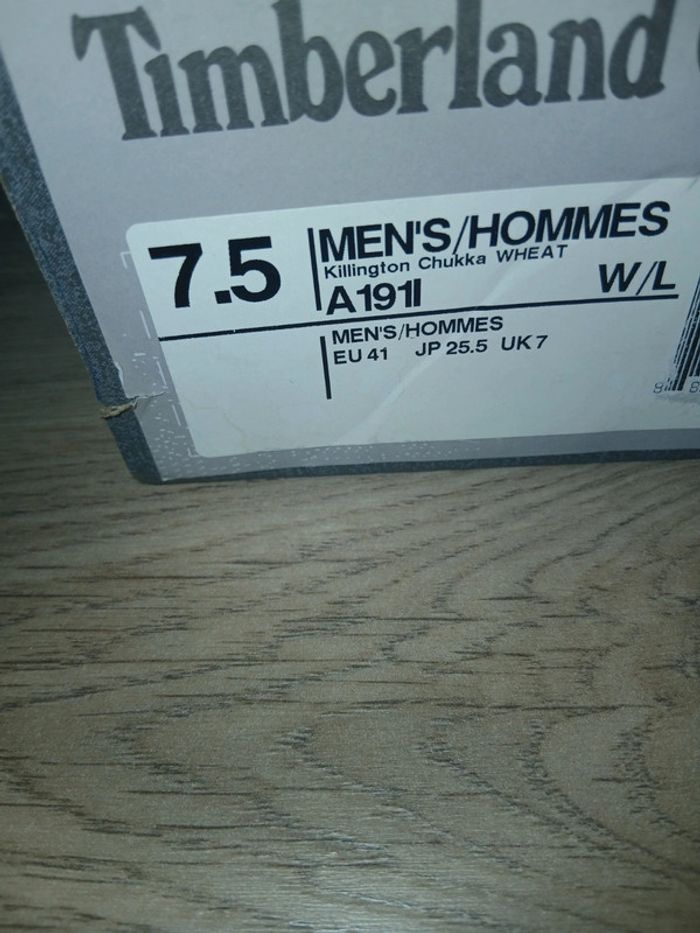 Timberland
7.5
MEN'S/HOMMES
Killington Chukka WHEAT
A191I
W/L
MEN'S/HOMMES
EU 41 JP 25.5 UK 7